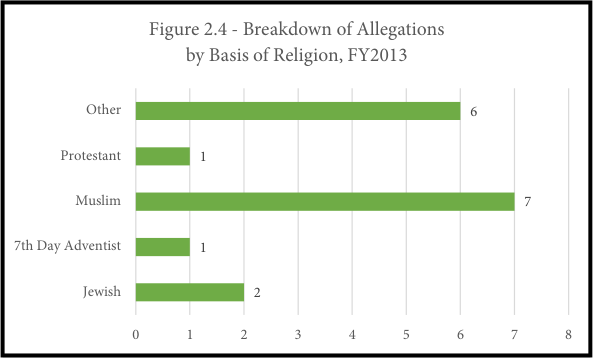 Figure 2.4 - Breakdown of Allegations
by Basis of Religion, FY2013
Other 6
Protestant 1
Muslim 7
7th Day Adventist 1
Jewish 2
0 1 2 3 4 5 6 7 8